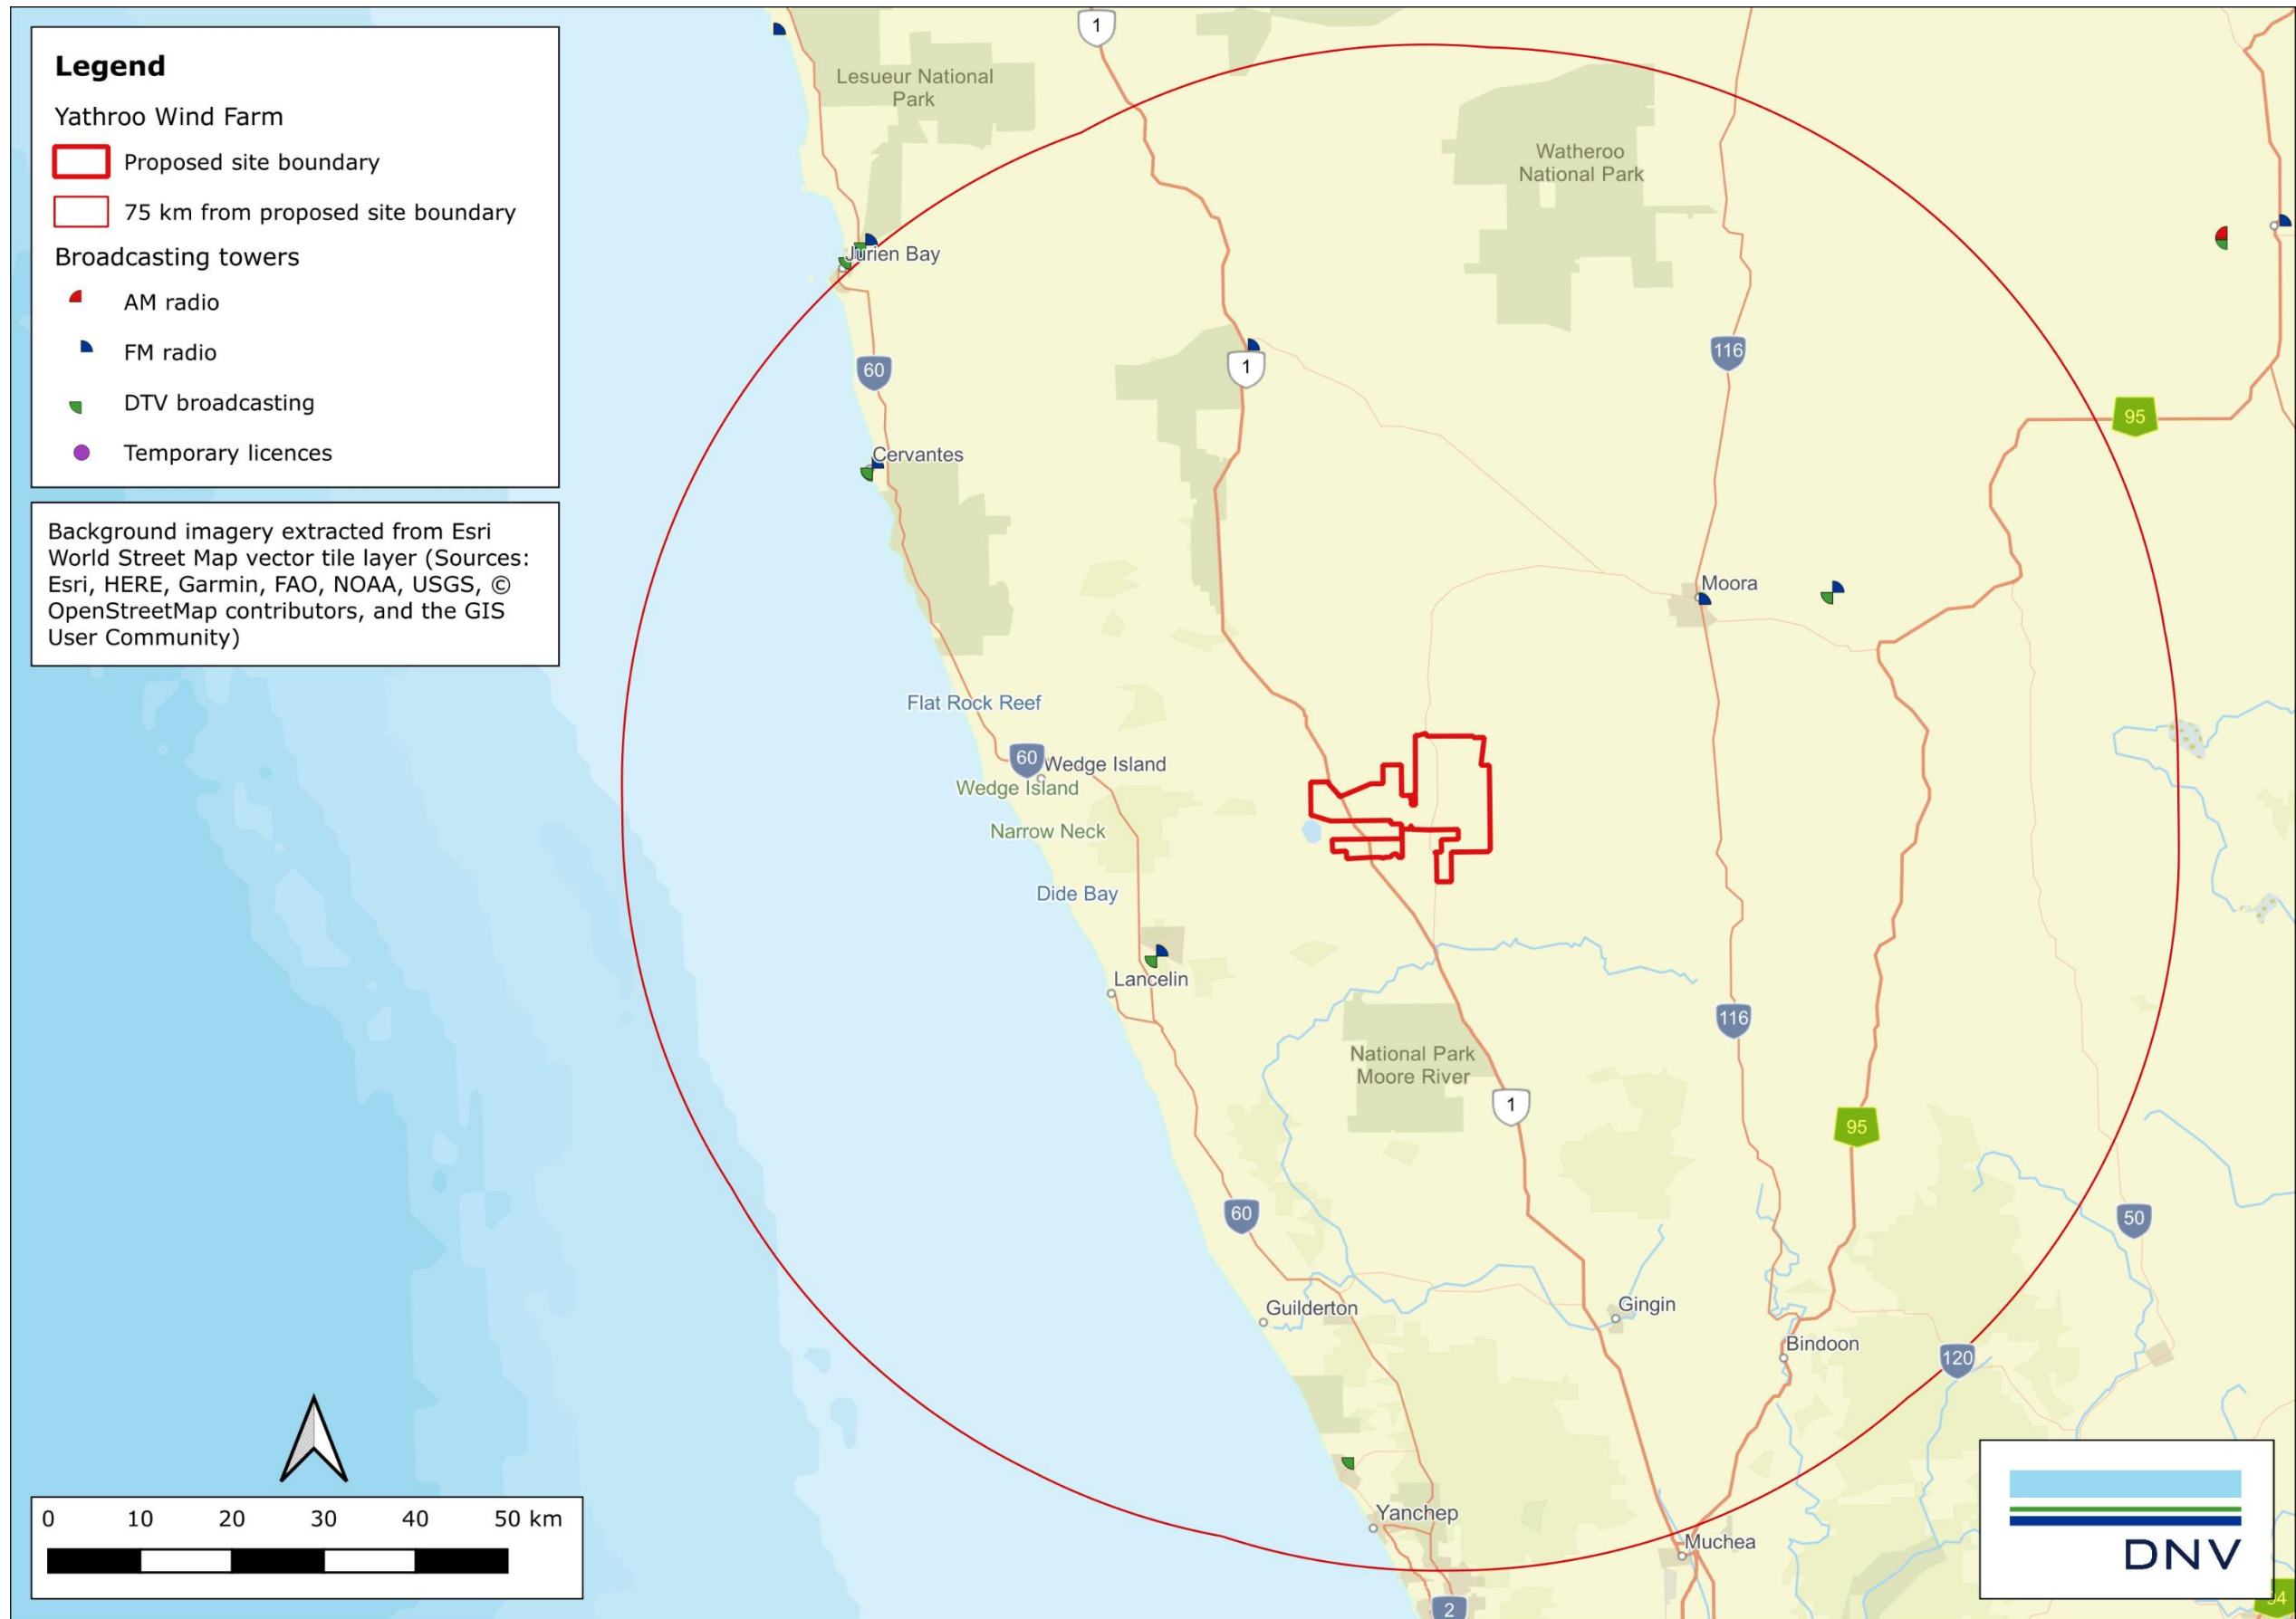 Legend
Yathroo Wind Farm
Proposed site boundary
75 km from proposed site boundary
Broadcasting towers
AM radio
FM radio
DTV broadcasting
Temporary licences
Background imagery extracted from Esri
World Street Map vector tile layer (Sources:
Esri, HERE, Garmin, FAO, NOAA, USGS, ©
OpenStreetMap contributors, and the GIS
User Community)
1
Lesueur National
Park
Watheroo
National Park
Jurien Bay
60
1
116
95
Cervantes
Moora
Flat Rock Reef
60
Wedge Island
Wedge Island
Narrow Neck
Dide Bay
Lancelin
116
National Park
Moore River
1
95
60
50
Guilderton
Gingin
Bindoon
120
Yanchep
Muchea
2
0 10 20 30 40 50 km
DNV